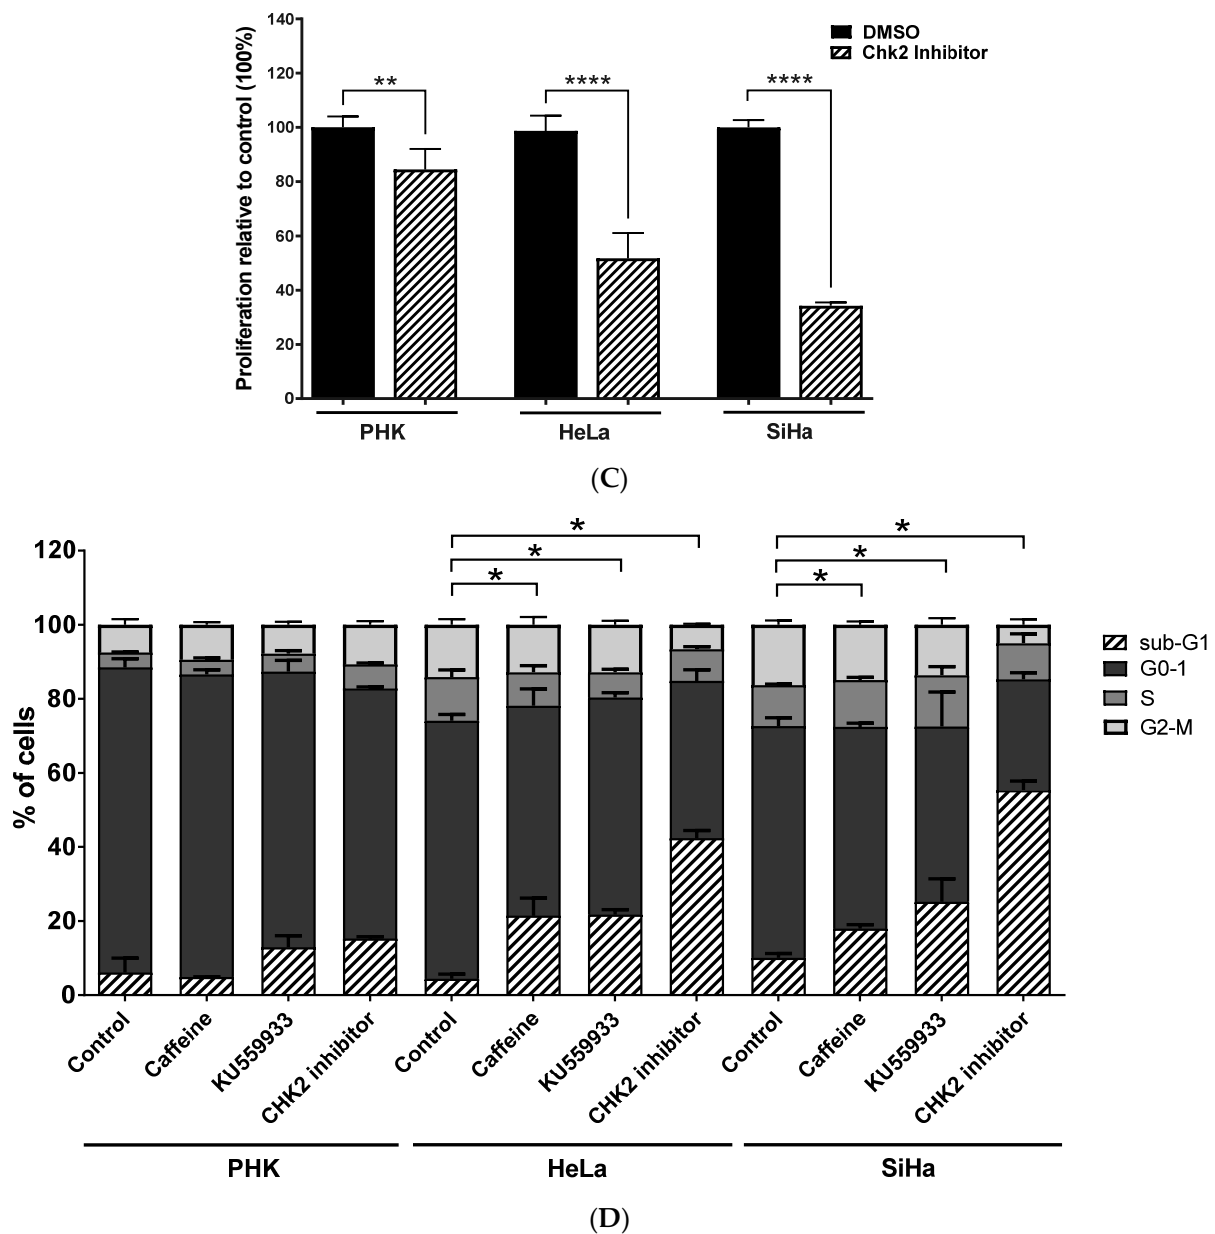 140
120
100
80
60
40
20
0
Proliferation relative to control (100%)
DMSO
Chk2 Inhibitor
**
****
****
PHK
HeLa
SiHa
(C)
120
100
80
60
40
20
0
% of cells
*
*
*
*
*
*
sub-G1
G0-1
S
G2-M
Control
Caffeine
KU559933
CHK2 inhibitor
Control
Caffeine
KU559933
CHK2 inhibitor
Control
Caffeine
KU559933
CHK2 inhibitor
PHK
HeLa
SiHa
(D)